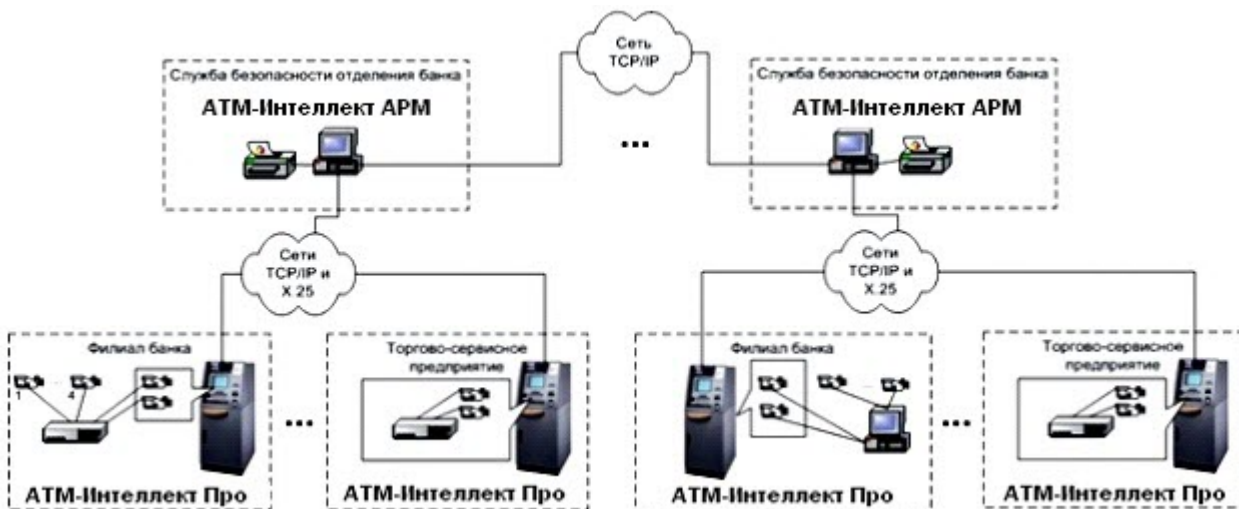 Сеть
TCP/IP
Служба безопасности отделения банка
АТМ-Интеллект АРМ
Служба безопасности отделения банка
АТМ-Интеллект АРМ
...
Сети
TCP/IP и
X.25
Сети
TCP/IP и
X.25
Филиал банка
1
...
4
АТМ-Интеллект Про
...
Торгово-сервисное
предприятие
АТМ-Интеллект Про
Филиал банка
...
АТМ-Интеллект Про
...
Торгово-сервисное
предприятие
АТМ-Интеллект Про